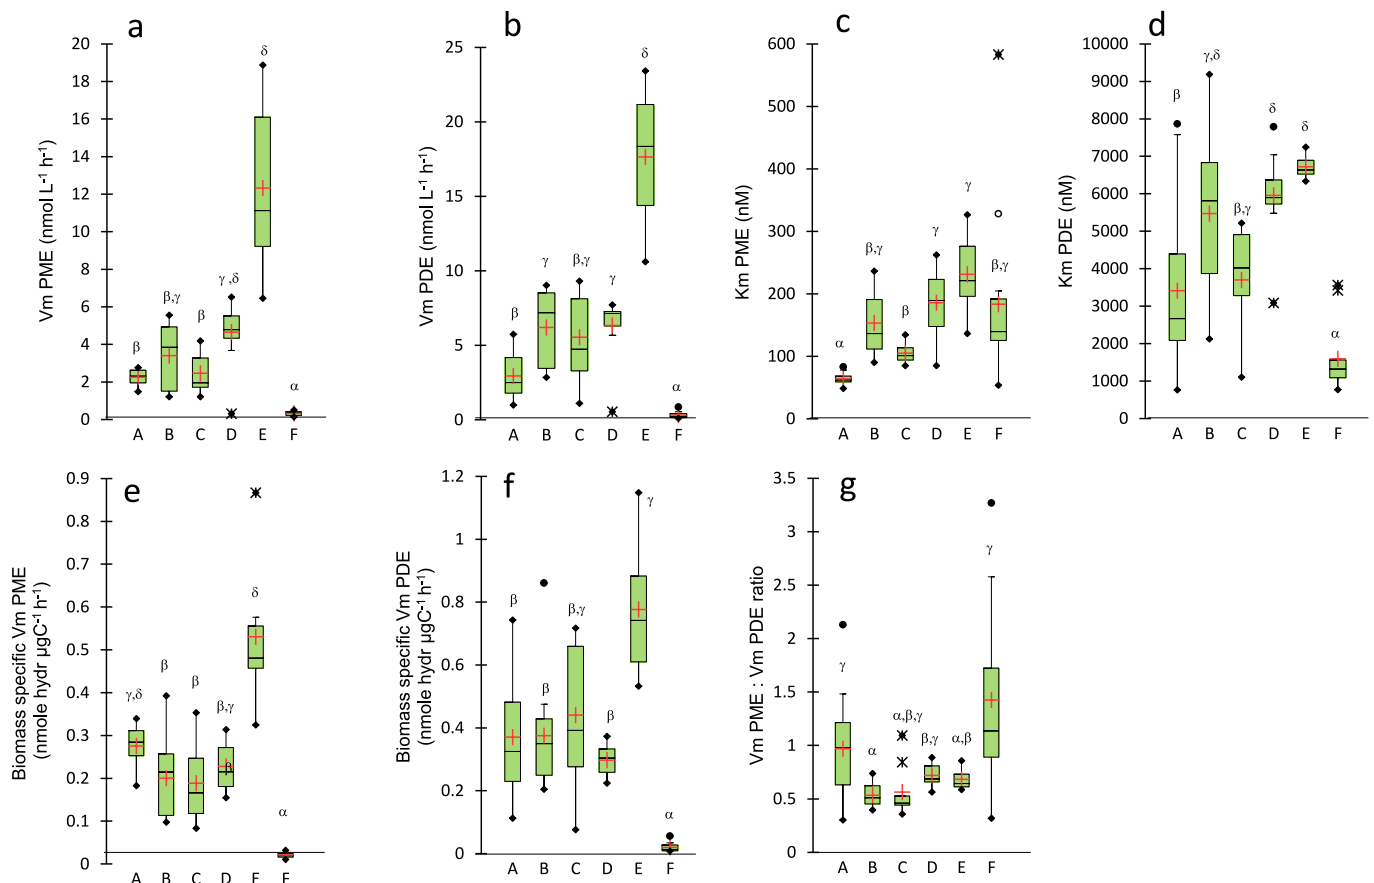 a
Vm PME (nmol L⁻¹ h⁻¹)
20
18
16
14
12
10
8
6
4
2
0
β
β,γ
β
γ ,δ
δ
α
A B C D E F
b
Vm PDE (nmol L⁻¹ h⁻¹)
25
20
15
10
5
0
β
γ
β,γ
γ
δ
α
A B C D E F
c
Km PME (nM)
600
500
400
300
200
100
0
α
β,γ
β
γ
γ
β,γ
A B C D E F
d
Km PDE (nM)
10000
9000
8000
7000
6000
5000
4000
3000
2000
1000
0
β
γ,δ
β,γ
δ
δ
α
A B C D E F
e
Biomass specific Vm PME
(nmole hydr µgC⁻¹ h⁻¹)
0.9
0.8
0.7
0.6
0.5
0.4
0.3
0.2
0.1
0
γ,δ
β
β
β,γ
β
δ
α
A B C D E F
f
Biomass specific Vm PDE
(nmole hydr µgC⁻¹ h⁻¹)
1.2
1
0.8
0.6
0.4
0.2
0
β
β
β,γ
β
γ
α
A B C D E F
g
Vm PME : Vm PDE ratio
3.5
3
2.5
2
1.5
1
0.5
0
γ
α
α,β,γ
β,γ
α,β
γ
A B C D E F